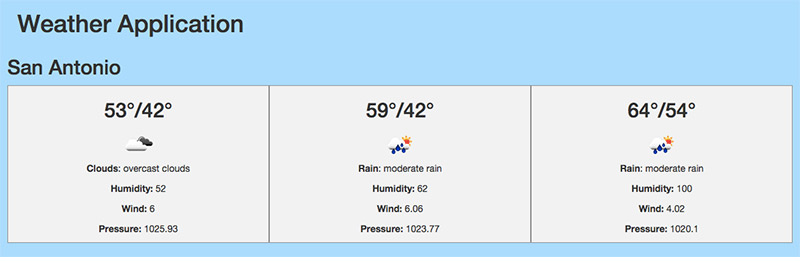 Weather Application
San Antonio
53°/42°
Clouds: overcast clouds
Humidity: 52
Wind: 6
Pressure: 1025.93
59°/42°
Rain: moderate rain
Humidity: 62
Wind: 6.06
Pressure: 1023.77
64°/54°
Rain: moderate rain
Humidity: 100
Wind: 4.02
Pressure: 1020.1